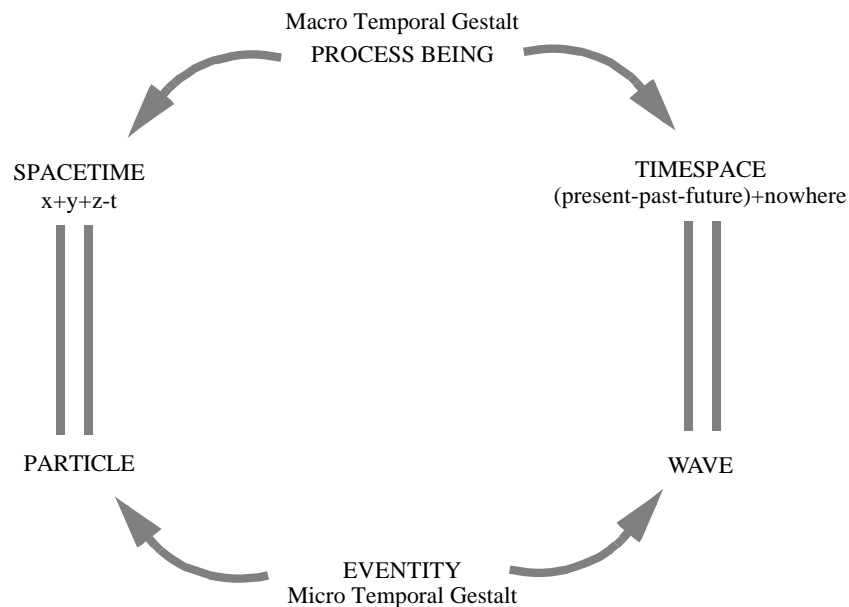 Macro Temporal Gestalt
PROCESS BEING
SPACETIME
x+y+z-t
TIMESPACE
(present-past-future)+nowhere
PARTICLE
WAVE
EVENTITY
Micro Temporal Gestalt